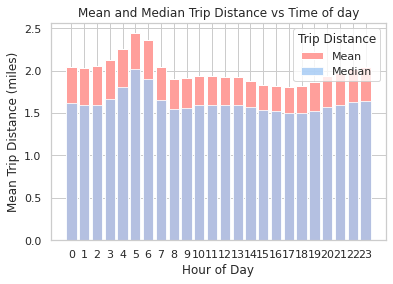 Mean and Median Trip Distance vs Time of day
Mean Trip Distance (miles)
2.5
2.0
1.5
1.0
0.5
0.0
Trip Distance
Mean
Median
0 1 2 3 4 5 6 7 8 9 10 11 12 13 14 15 16 17 18 19 20 21 22 23
Hour of Day